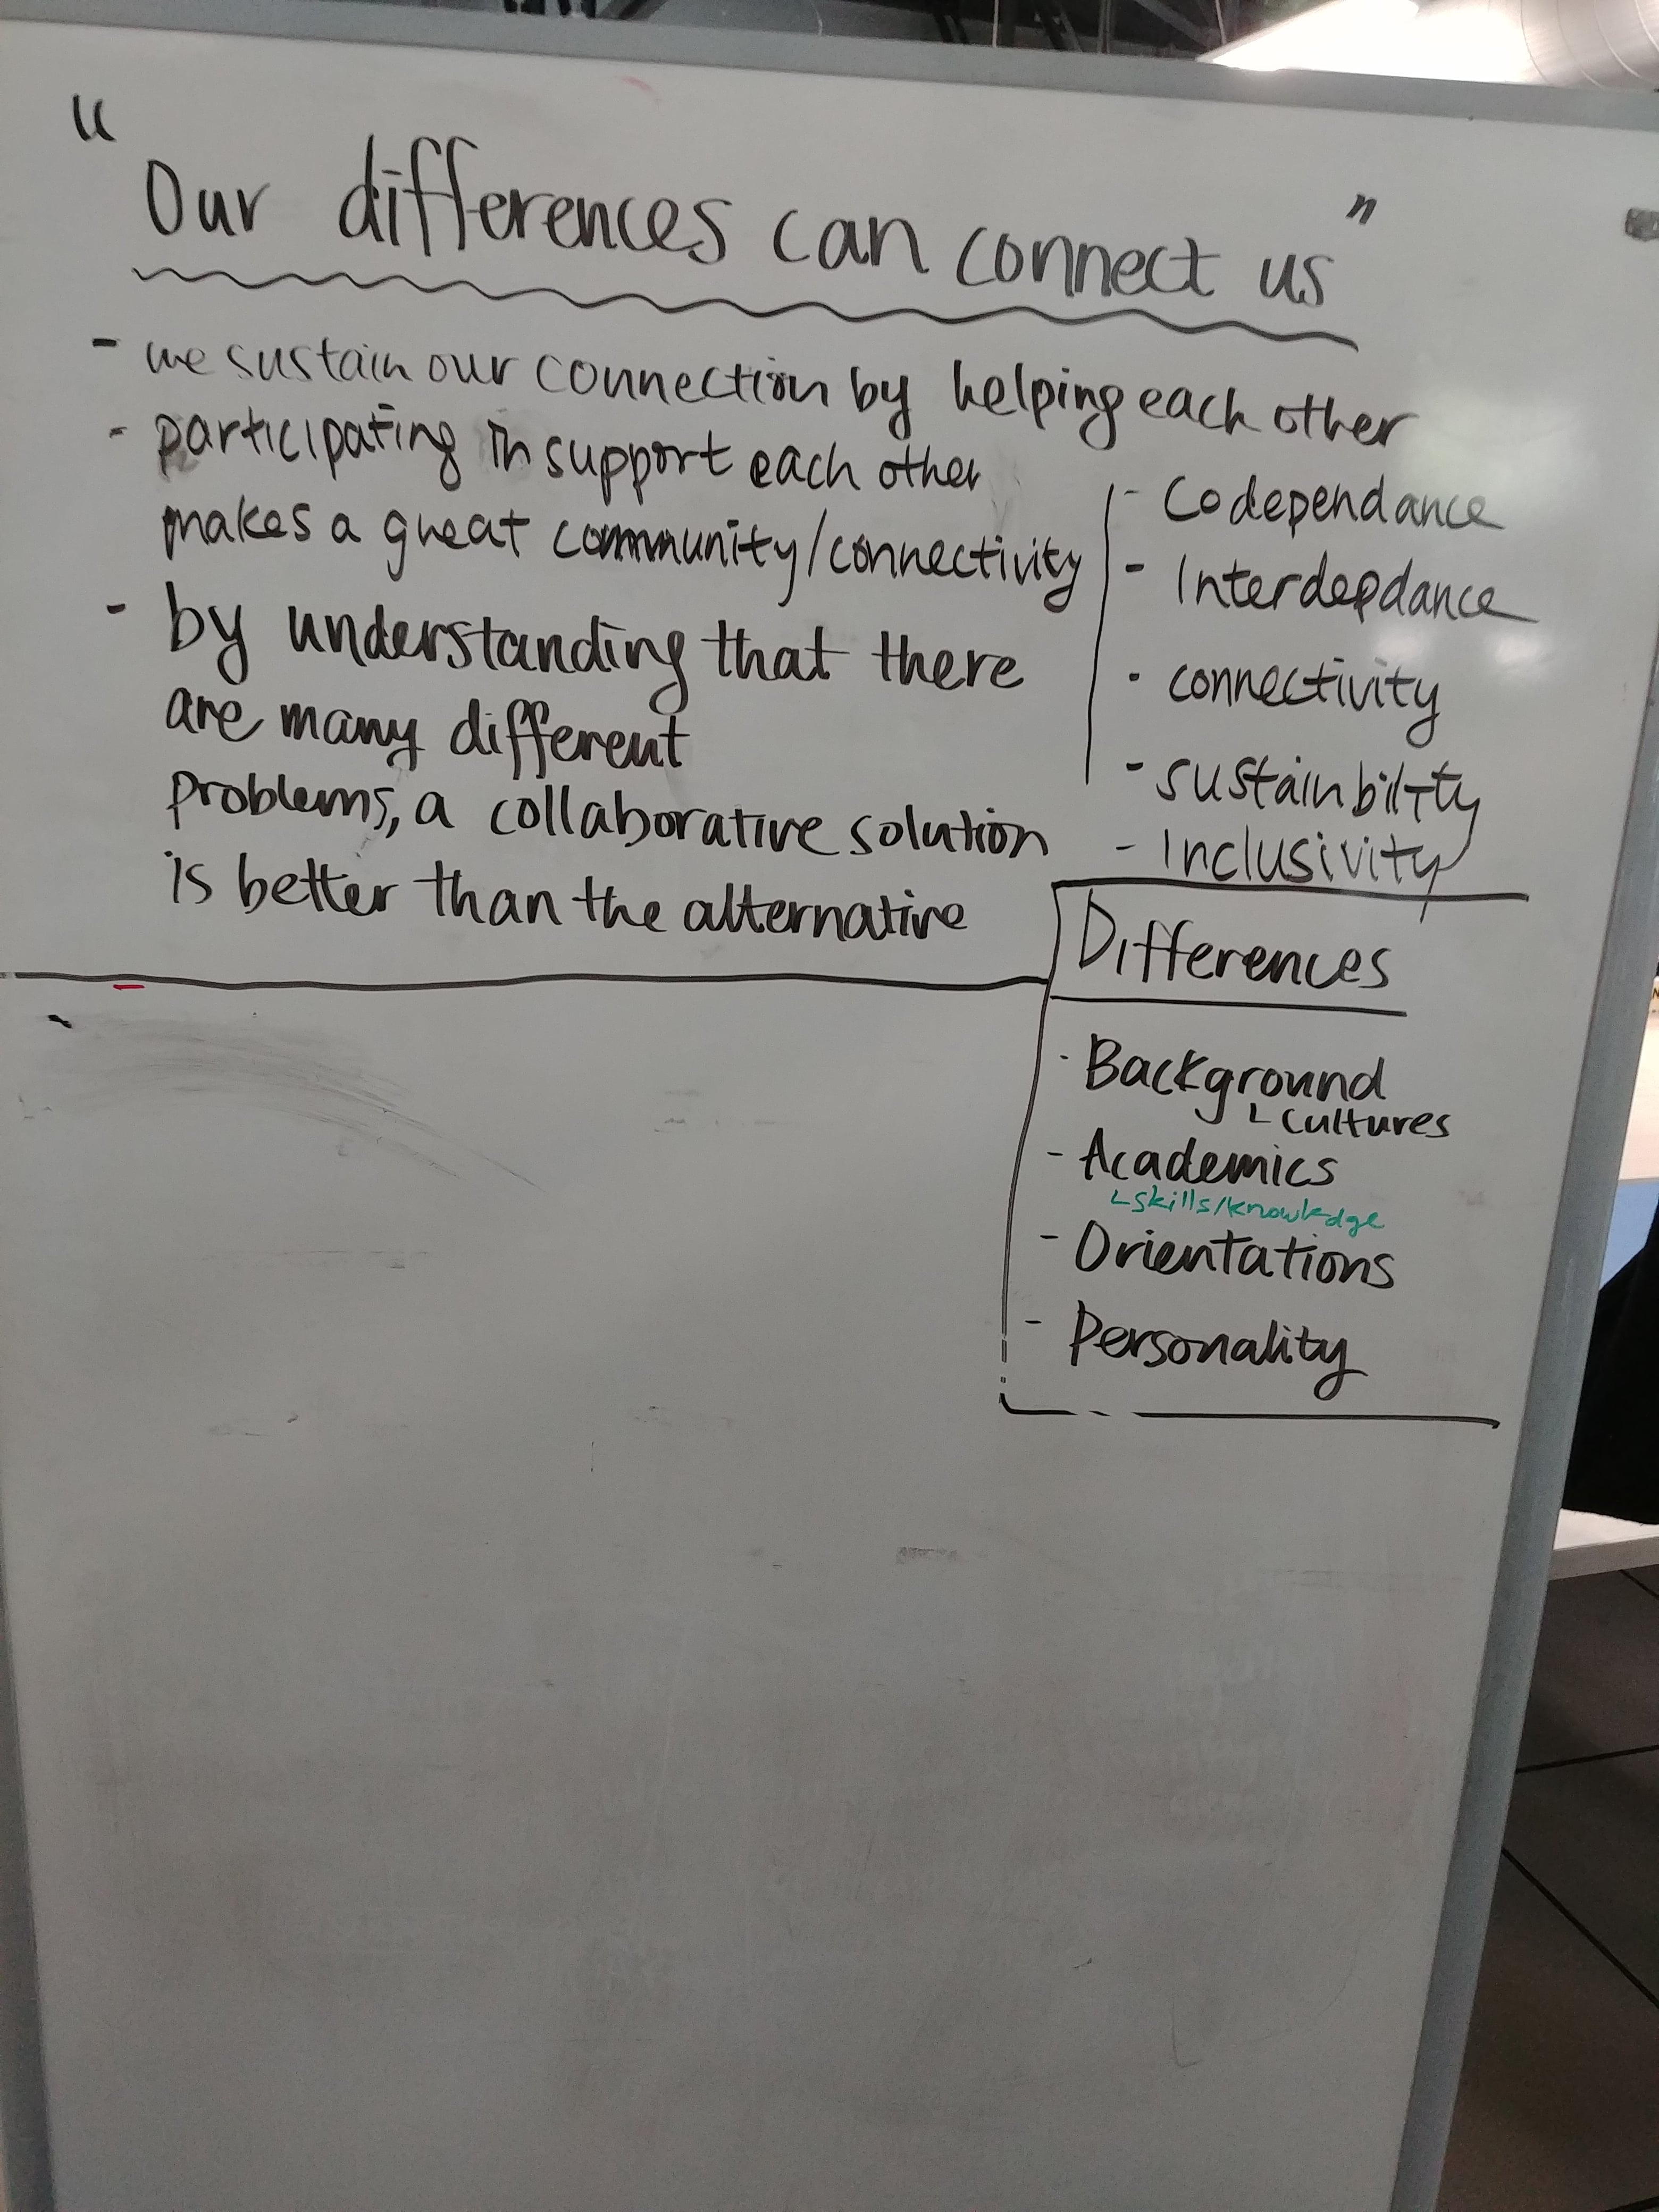 "Our differences can connect us"
- we sustain our connection by helping each other
- participating in support each other
makes a great community/connectivity
- by understanding that there
are many different
problems, a collaborative solution
is better than the alternative
- Codependance
- Interdepdance
- connectivity
- sustainbility
- Inclusivity
Differences
- Background
└ cultures
- Academics
└ skills/knowledge
- Orientations
- Personality